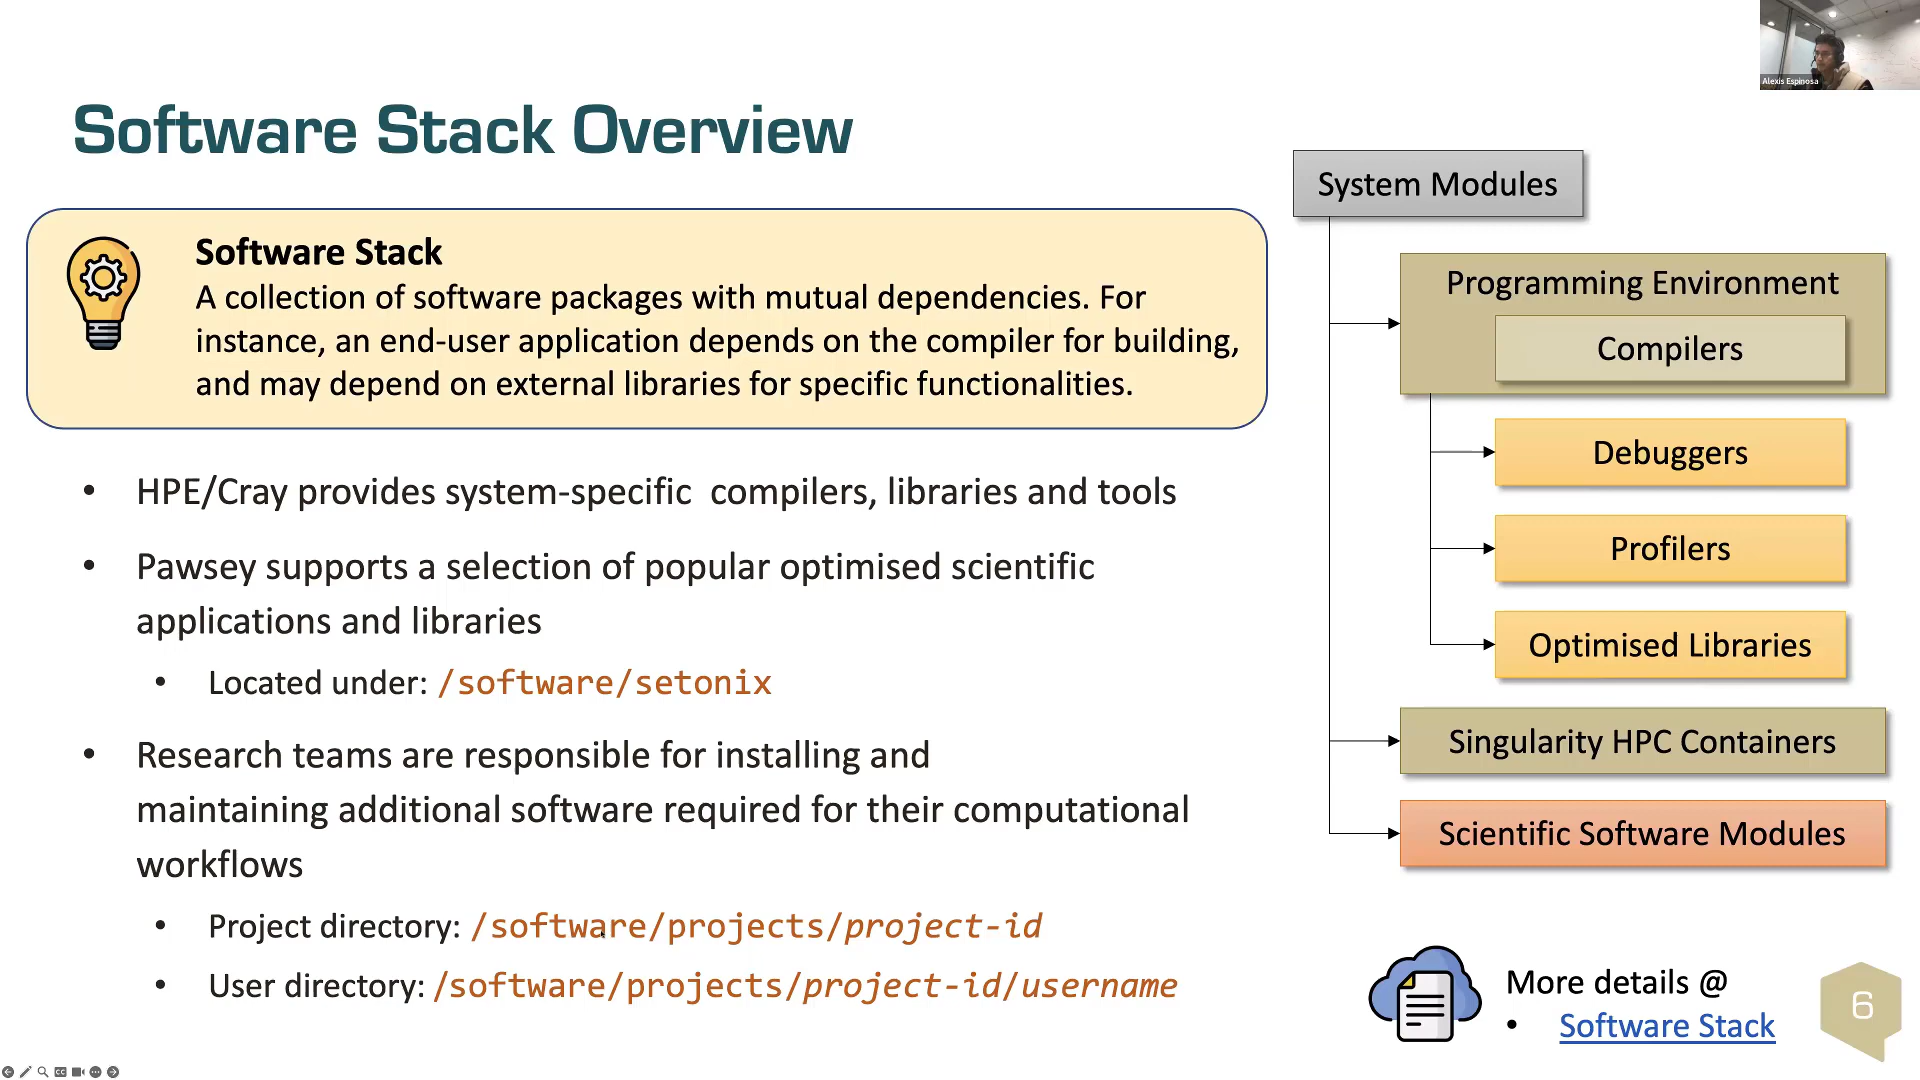 Alexis Espinosa
Software Stack Overview
Software Stack
A collection of software packages with mutual dependencies. For
instance, an end-user application depends on the compiler for building,
and may depend on external libraries for specific functionalities.
• HPE/Cray provides system-specific  compilers, libraries and tools
• Pawsey supports a selection of popular optimised scientific
applications and libraries
• Located under: /software/setonix
• Research teams are responsible for installing and
maintaining additional software required for their computational
workflows
• Project directory: /software/projects/project-id
• User directory: /software/projects/project-id/username
System Modules
Programming Environment
Compilers
Debuggers
Profilers
Optimised Libraries
Singularity HPC Containers
Scientific Software Modules
More details @
• Software Stack
6